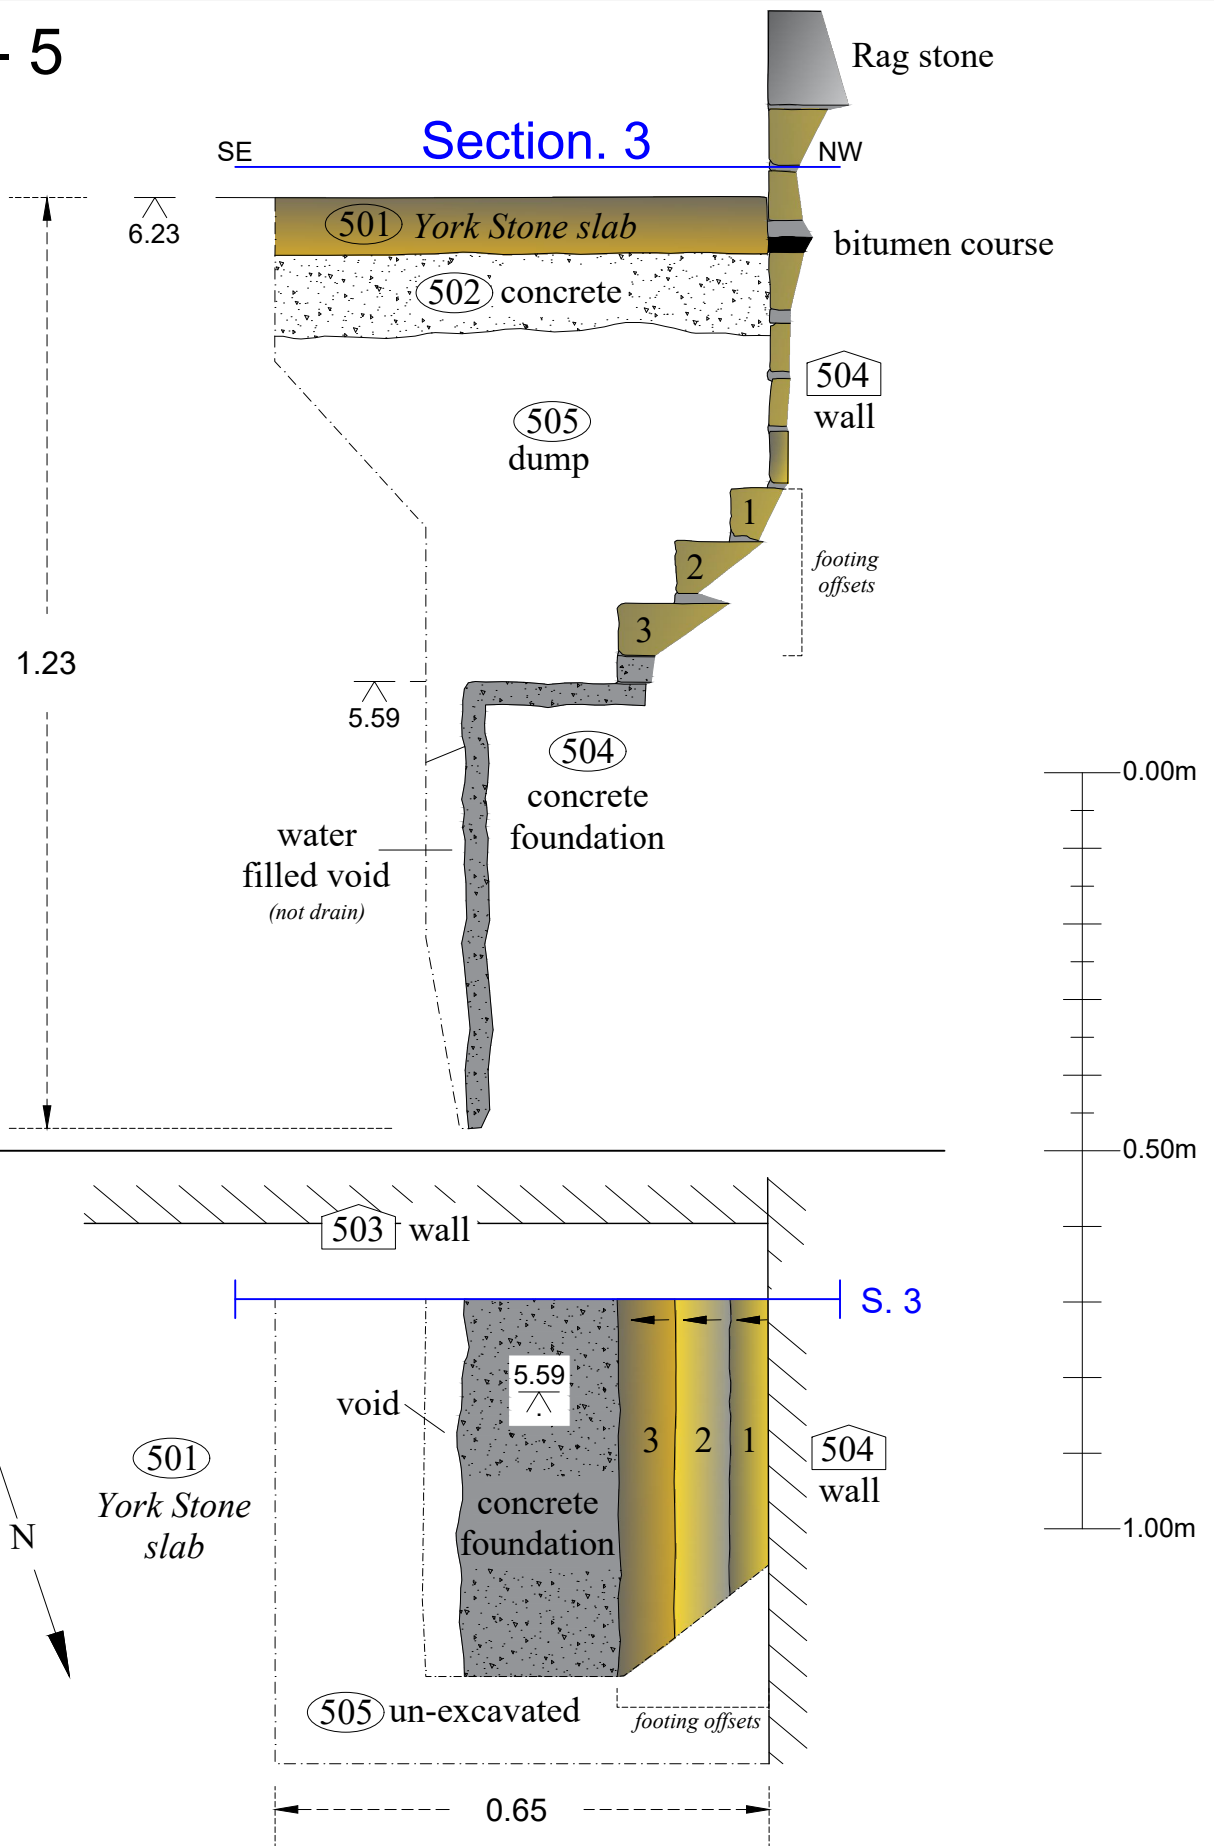 - 5
Rag stone
SE
Section. 3
NW
6.23
501 York Stone slab
bitumen course
502 concrete
504
wall
505
dump
1
2
footing
offsets
3
1.23
5.59
504
concrete
foundation
0.00m
water
filled void
(not drain)
0.50m
503 wall
S. 3
5.59
void
3 2 1
504
wall
501
York Stone
slab
concrete
foundation
N
1.00m
505 un-excavated
footing offsets
0.65